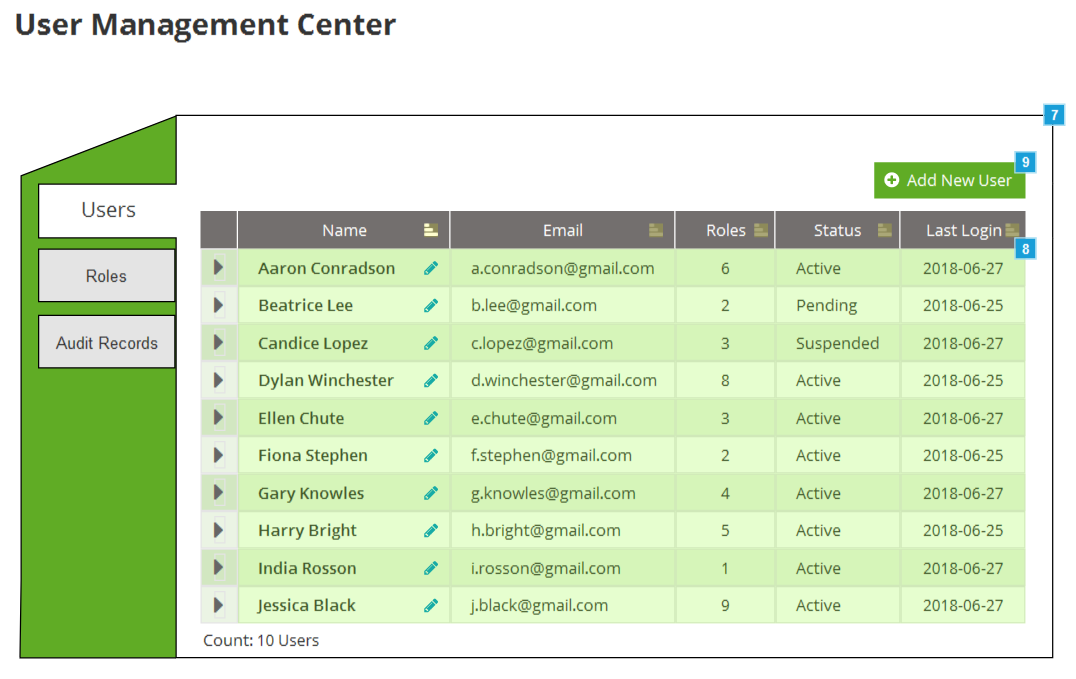 User Management Center
7
9
Add New User
Users
Name Email Roles Status Last Login
8
Aaron Conradson a.conradson@gmail.com 6 Active 2018-06-27
Roles
Beatrice Lee b.lee@gmail.com 2 Pending 2018-06-25
Audit Records
Candice Lopez c.lopez@gmail.com 3 Suspended 2018-06-27
Dylan Winchester d.winchester@gmail.com 8 Active 2018-06-25
Ellen Chute e.chute@gmail.com 3 Active 2018-06-27
Fiona Stephen f.stephen@gmail.com 2 Active 2018-06-25
Gary Knowles g.knowles@gmail.com 4 Active 2018-06-27
Harry Bright h.bright@gmail.com 5 Active 2018-06-25
India Rosson i.rosson@gmail.com 1 Active 2018-06-27
Jessica Black j.black@gmail.com 9 Active 2018-06-27
Count: 10 Users